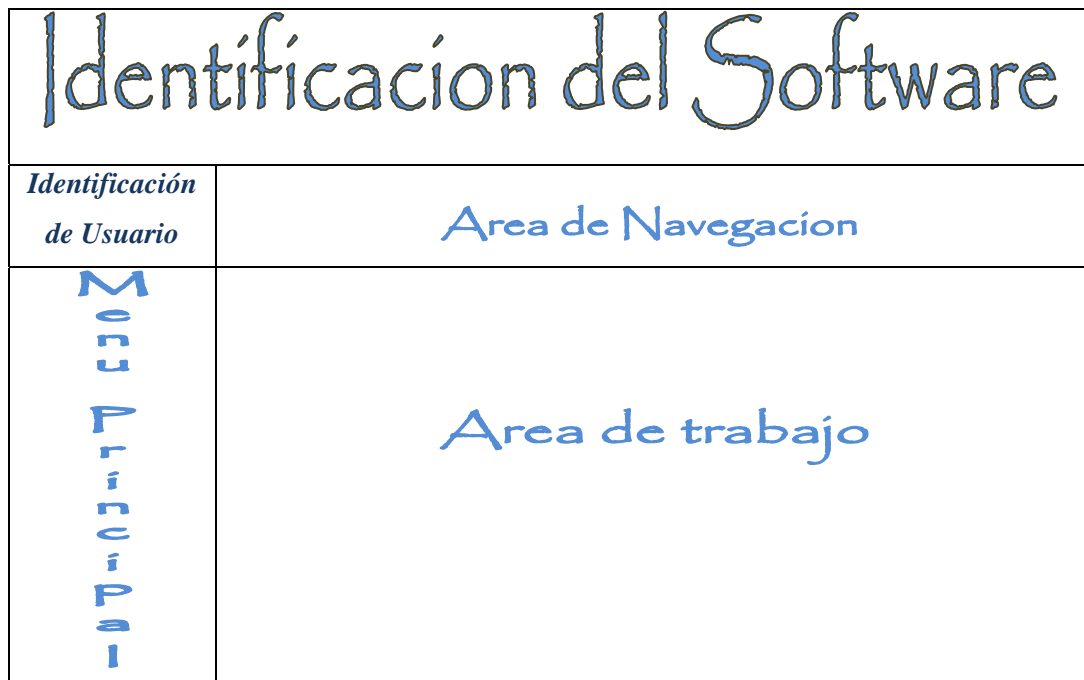 Identificacion del Software
Identificación
de Usuario
Area de Navegacion
Menu Principal
Area de trabajo